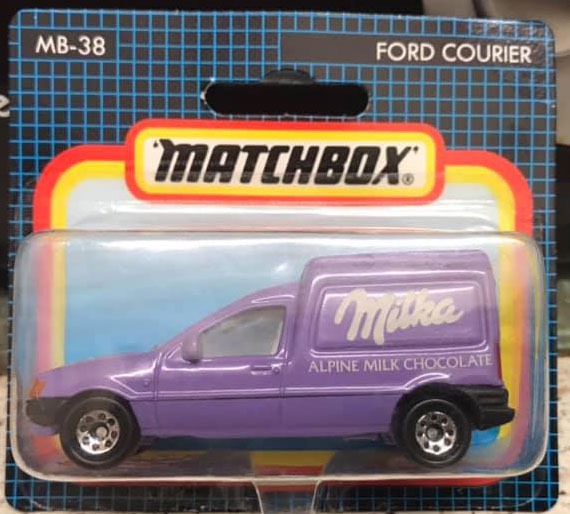 MB-38
FORD COURIER
"MATCHBOX"®
Milka
ALPINE MILK CHOCOLATE